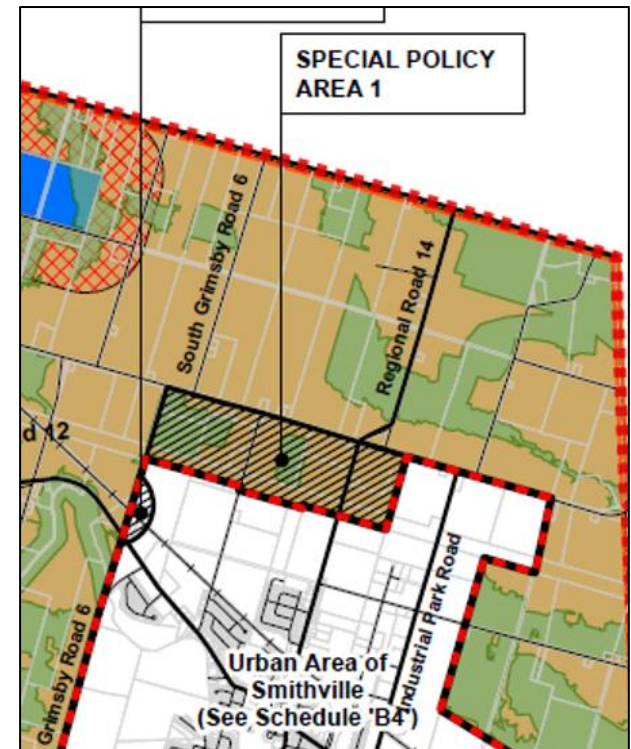 SPECIAL POLICY
AREA 1
South Grimsby Road 6
Regional Road 14
d 12
Industrial Park Road
Grimsby Road 6
Urban Area of
Smithville
(See Schedule 'B4')